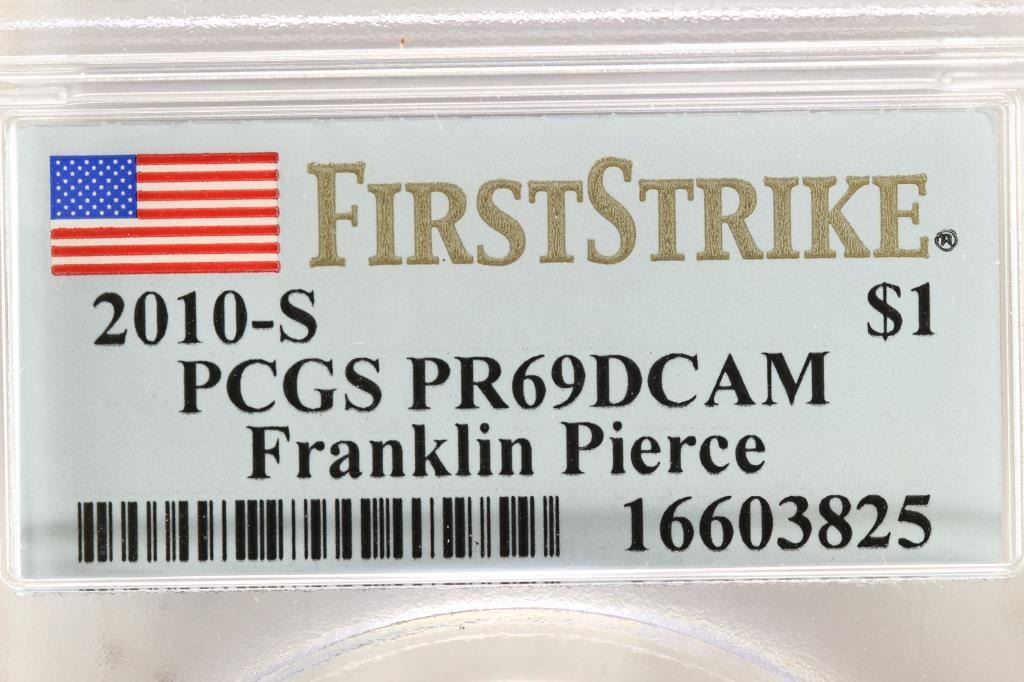 FIRSTSTRIKE®
2010-S $1
PCGS PR69DCAM
Franklin Pierce
16603825